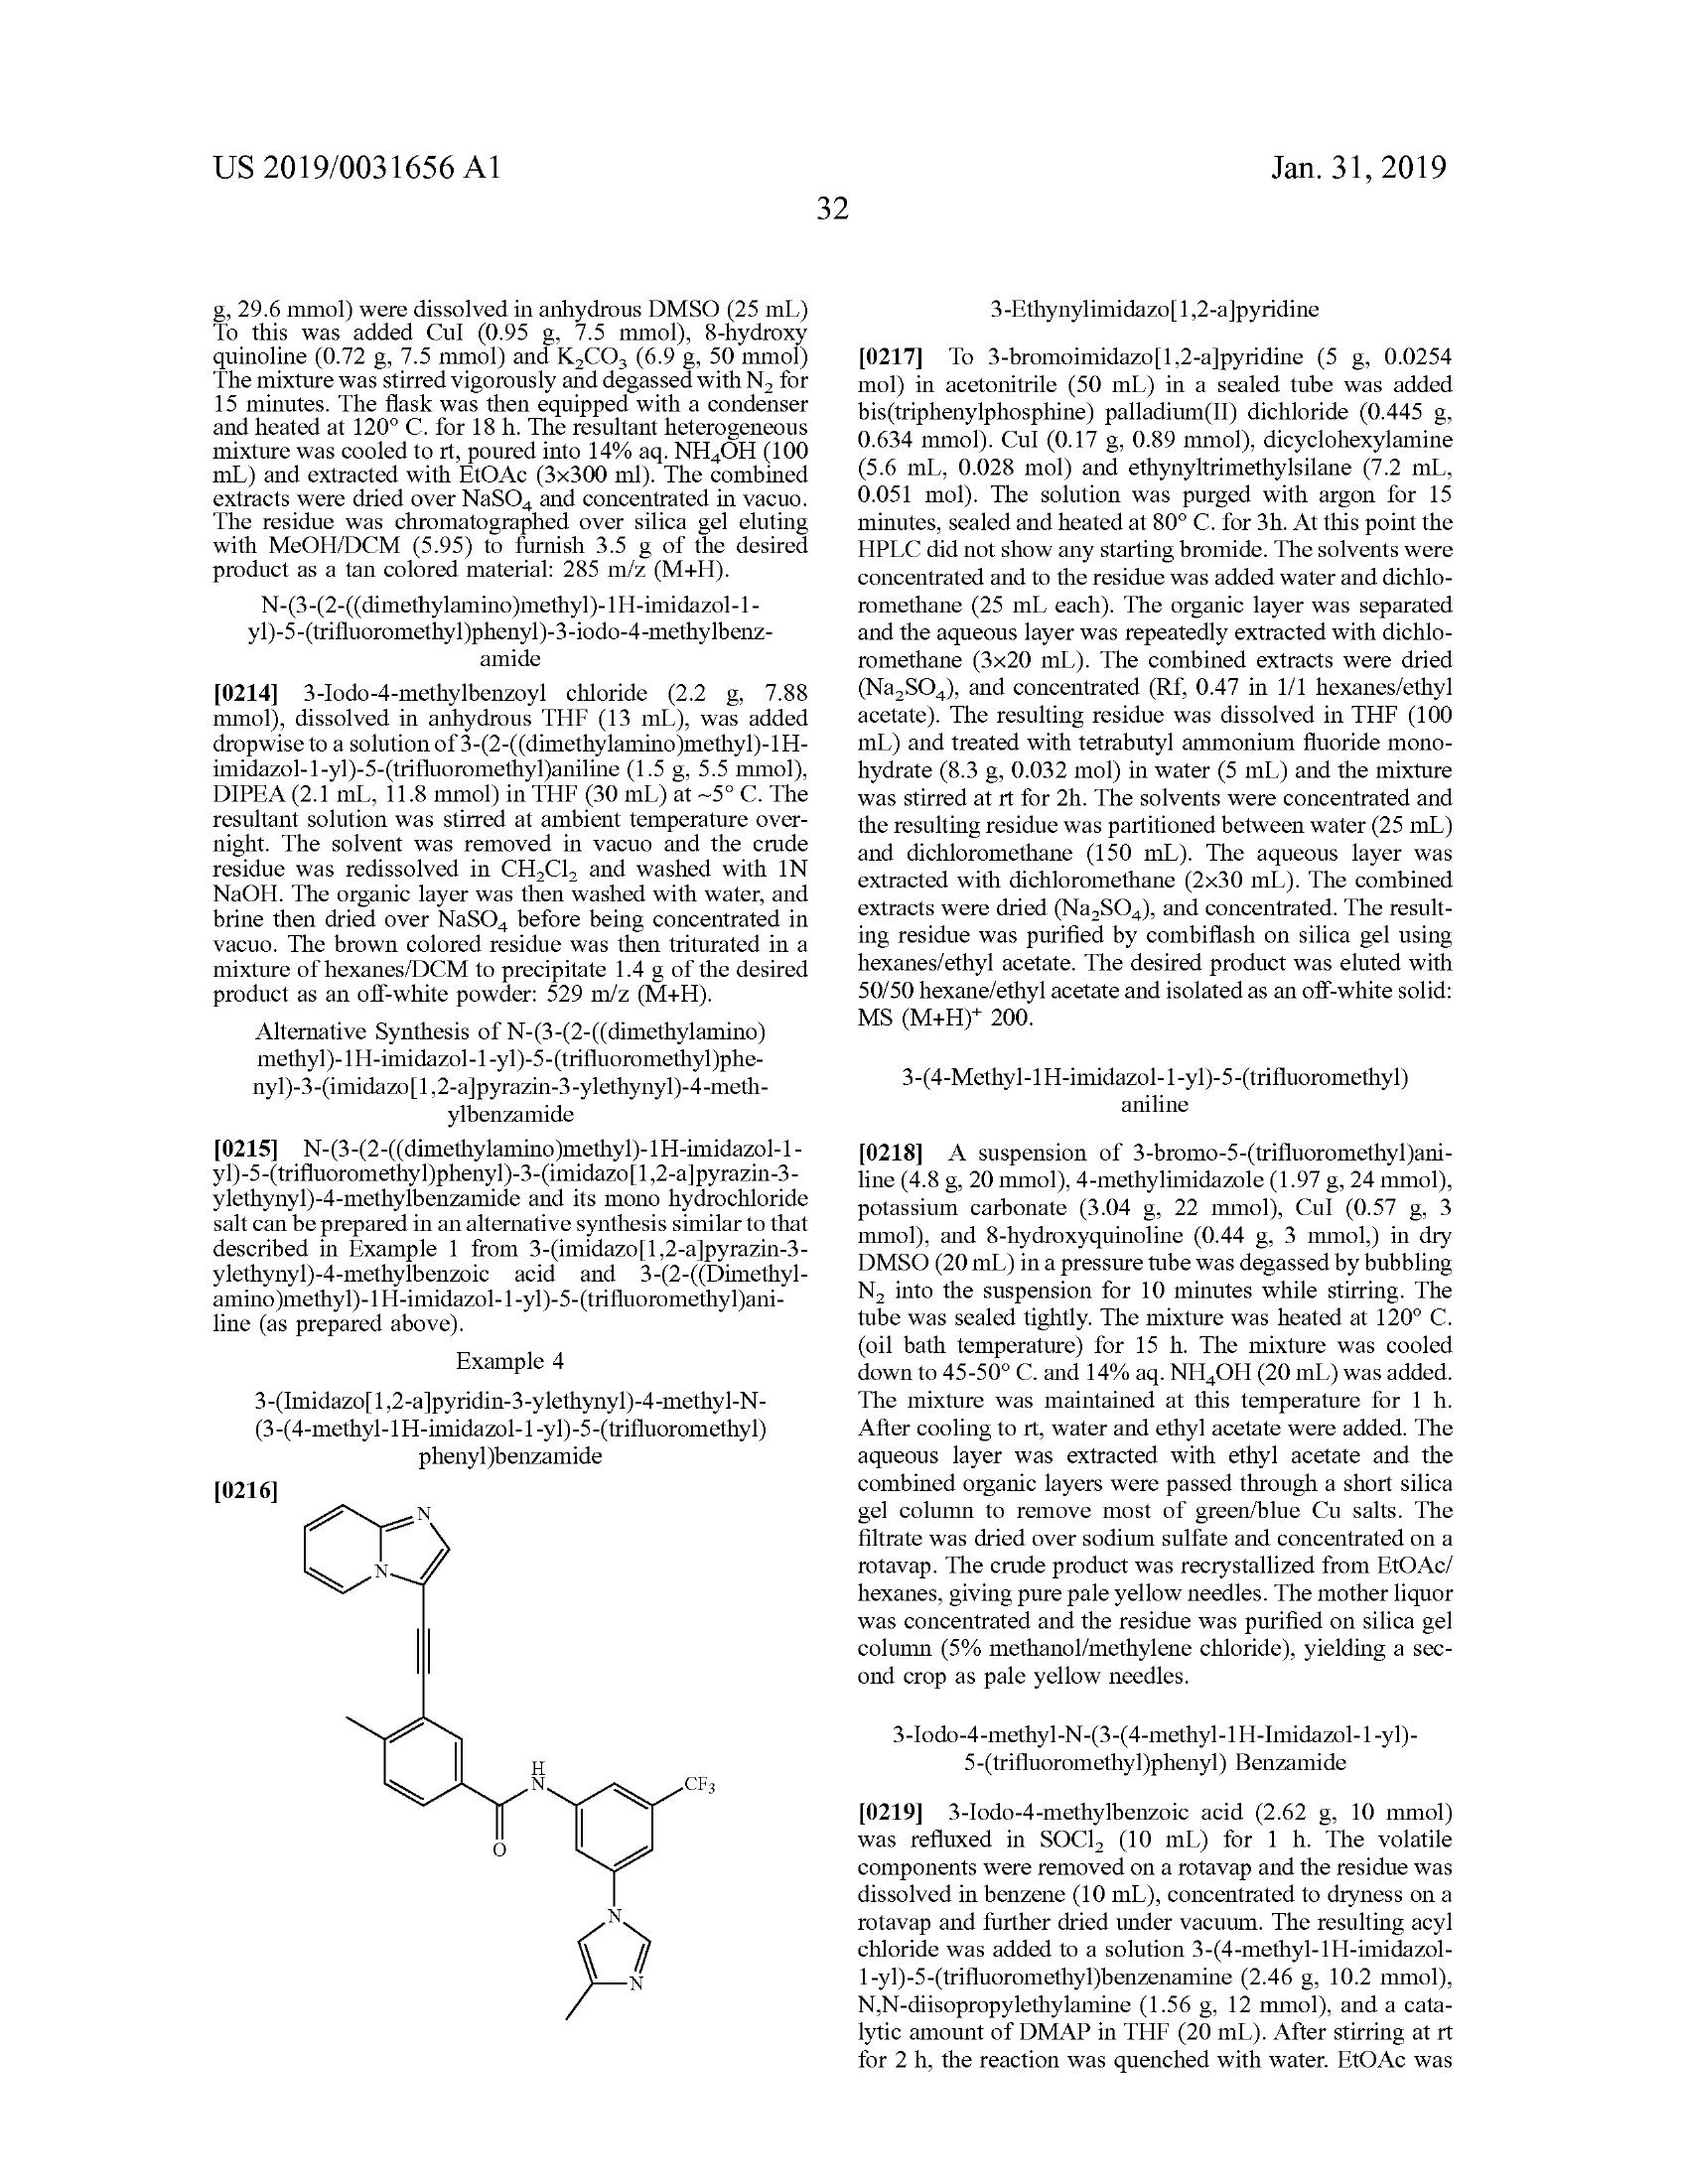 US 2019/0031656 A1
Jan. 31, 2019
32
g, 29.6 mmol) were dissolved in anhydrous DMSO (25 mL)
To this was added CuI (0.95 g, 7.5 mmol), 8-hydroxy
quinoline (0.72 g, 7.5 mmol) and K₂CO₃ (6.9 g, 50 mmol)
The mixture was stirred vigorously and degassed with N₂ for
15 minutes. The flask was then equipped with a condenser
and heated at 120° C. for 18 h. The resultant heterogeneous
mixture was cooled to rt, poured into 14% aq. NH₄OH (100
mL) and extracted with EtOAc (3x300 ml). The combined
extracts were dried over NaSO₄ and concentrated in vacuo.
The residue was chromatographed over silica gel eluting
with MeOH/DCM (5.95) to furnish 3.5 g of the desired
product as a tan colored material: 285 m/z (M+H).
N-(3-(2-((dimethylamino)methyl)-1H-imidazol-1-
yl)-5-(trifluoromethyl)phenyl)-3-iodo-4-methylbenz-
amide
[0214] 3-Iodo-4-methylbenzoyl chloride (2.2 g, 7.88
mmol), dissolved in anhydrous THF (13 mL), was added
dropwise to a solution of 3-(2-((dimethylamino)methyl)-1H-
imidazol-1-yl)-5-(trifluoromethyl)aniline (1.5 g, 5.5 mmol),
DIPEA (2.1 mL, 11.8 mmol) in THF (30 mL) at ~5° C. The
resultant solution was stirred at ambient temperature over-
night. The solvent was removed in vacuo and the crude
residue was redissolved in CH₂Cl₂ and washed with 1N
NaOH. The organic layer was then washed with water, and
brine then dried over NaSO₄ before being concentrated in
vacuo. The brown colored residue was then triturated in a
mixture of hexanes/DCM to precipitate 1.4 g of the desired
product as an off-white powder: 529 m/z (M+H).
Alternative Synthesis of N-(3-(2-((dimethylamino)
methyl)-1H-imidazol-1-yl)-5-(trifluoromethyl)phe-
nyl)-3-(imidazo[1,2-a]pyrazin-3-ylethynyl)-4-meth-
ylbenzamide
[0215] N-(3-(2-((dimethylamino)methyl)-1H-imidazol-1-
yl)-5-(trifluoromethyl)phenyl)-3-(imidazo[1,2-a]pyrazin-3-
ylethynyl)-4-methylbenzamide and its mono hydrochloride
salt can be prepared in an alternative synthesis similar to that
described in Example 1 from 3-(imidazo[1,2-a]pyrazin-3-
ylethynyl)-4-methylbenzoic acid and 3-(2-((Dimethyl-
amino)methyl)-1H-imidazol-1-yl)-5-(trifluoromethyl)ani-
line (as prepared above).
Example 4
3-(Imidazo[1,2-a]pyridin-3-ylethynyl)-4-methyl-N-
(3-(4-methyl-1H-imidazol-1-yl)-5-(trifluoromethyl)
phenyl)benzamide
[0216]
N
N
H
N
CF₃
O
N
N
3-Ethynylimidazo[1,2-a]pyridine
[0217] To 3-bromoimidazo[1,2-a]pyridine (5 g, 0.0254
mol) in acetonitrile (50 mL) in a sealed tube was added
bis(triphenylphosphine) palladium(II) dichloride (0.445 g,
0.634 mmol). CuI (0.17 g, 0.89 mmol), dicyclohexylamine
(5.6 mL, 0.028 mol) and ethynyltrimethylsilane (7.2 mL,
0.051 mol). The solution was purged with argon for 15
minutes, sealed and heated at 80° C. for 3h. At this point the
HPLC did not show any starting bromide. The solvents were
concentrated and to the residue was added water and dichlo-
romethane (25 mL each). The organic layer was separated
and the aqueous layer was repeatedly extracted with dichlo-
romethane (3x20 mL). The combined extracts were dried
(Na₂SO₄), and concentrated (Rf, 0.47 in 1/1 hexanes/ethyl
acetate). The resulting residue was dissolved in THF (100
mL) and treated with tetrabutyl ammonium fluoride mono-
hydrate (8.3 g, 0.032 mol) in water (5 mL) and the mixture
was stirred at rt for 2h. The solvents were concentrated and
the resulting residue was partitioned between water (25 mL)
and dichloromethane (150 mL). The aqueous layer was
extracted with dichloromethane (2x30 mL). The combined
extracts were dried (Na₂SO₄), and concentrated. The result-
ing residue was purified by combiflash on silica gel using
hexanes/ethyl acetate. The desired product was eluted with
50/50 hexane/ethyl acetate and isolated as an off-white solid:
MS (M+H)⁺ 200.
3-(4-Methyl-1H-imidazol-1-yl)-5-(trifluoromethyl)
aniline
[0218] A suspension of 3-bromo-5-(trifluoromethyl)ani-
line (4.8 g, 20 mmol), 4-methylimidazole (1.97 g, 24 mmol),
potassium carbonate (3.04 g, 22 mmol), CuI (0.57 g, 3
mmol), and 8-hydroxyquinoline (0.44 g, 3 mmol,) in dry
DMSO (20 mL) in a pressure tube was degassed by bubbling
N₂ into the suspension for 10 minutes while stirring. The
tube was sealed tightly. The mixture was heated at 120° C.
(oil bath temperature) for 15 h. The mixture was cooled
down to 45-50° C. and 14% aq. NH₄OH (20 mL) was added.
The mixture was maintained at this temperature for 1 h.
After cooling to rt, water and ethyl acetate were added. The
aqueous layer was extracted with ethyl acetate and the
combined organic layers were passed through a short silica
gel column to remove most of green/blue Cu salts. The
filtrate was dried over sodium sulfate and concentrated on a
rotavap. The crude product was recrystallized from EtOAc/
hexanes, giving pure pale yellow needles. The mother liquor
was concentrated and the residue was purified on silica gel
column (5% methanol/methylene chloride), yielding a sec-
ond crop as pale yellow needles.
3-Iodo-4-methyl-N-(3-(4-methyl-1H-Imidazol-1-yl)-
5-(trifluoromethyl)phenyl) Benzamide
[0219] 3-Iodo-4-methylbenzoic acid (2.62 g, 10 mmol)
was refluxed in SOCl₂ (10 mL) for 1 h. The volatile
components were removed on a rotavap and the residue was
dissolved in benzene (10 mL), concentrated to dryness on a
rotavap and further dried under vacuum. The resulting acyl
chloride was added to a solution 3-(4-methyl-1H-imidazol-
1-yl)-5-(trifluoromethyl)benzenamine (2.46 g, 10.2 mmol),
N,N-diisopropylethylamine (1.56 g, 12 mmol), and a cata-
lytic amount of DMAP in THF (20 mL). After stirring at rt
for 2 h, the reaction was quenched with water. EtOAc was